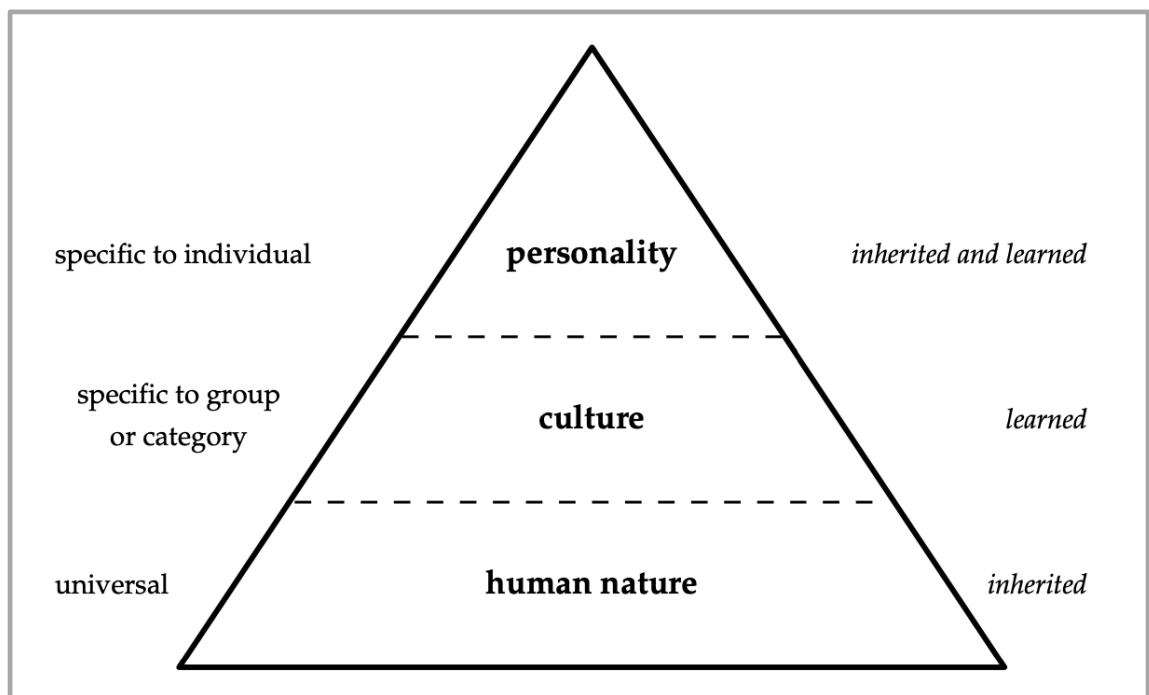 specific to individual personality inherited and learned
specific to group
or category
culture
learned
universal human nature inherited